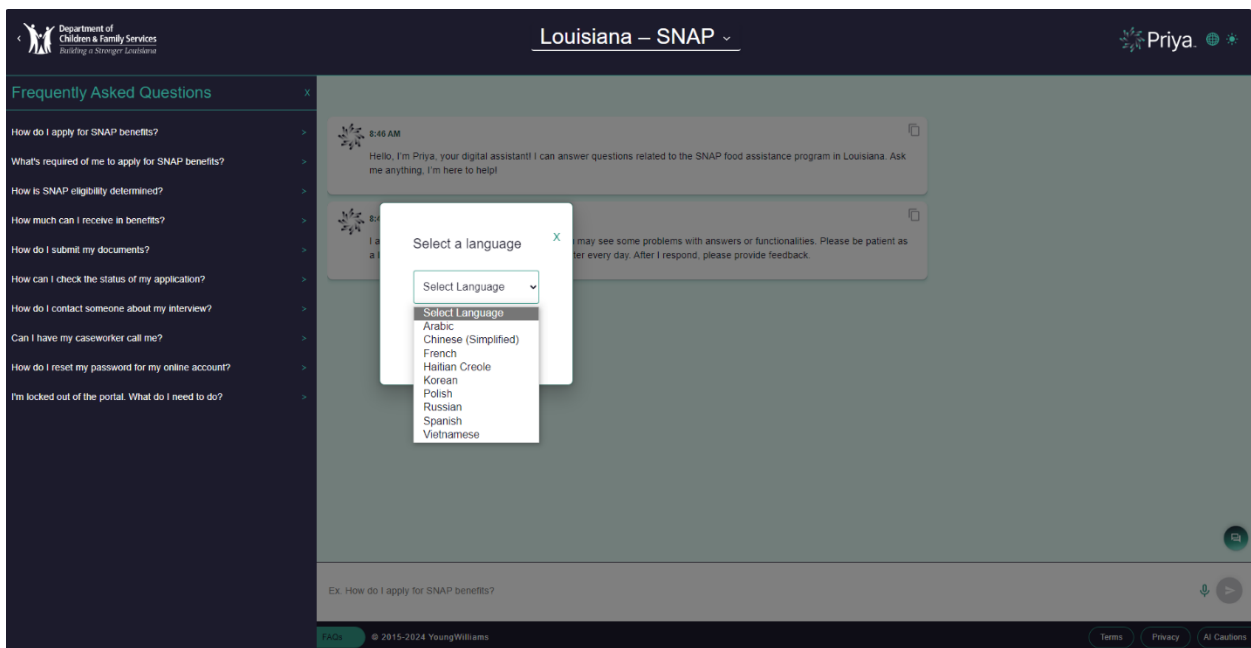 Department of
Children & Family Services
Building a Stronger Louisiana
Louisiana – SNAP
Priya.
Frequently Asked Questions
X
How do I apply for SNAP benefits?
What's required of me to apply for SNAP benefits?
How is SNAP eligibility determined?
How much can I receive in benefits?
How do I submit my documents?
How can I check the status of my application?
How do I contact someone about my interview?
Can I have my caseworker call me?
How do I reset my password for my online account?
I'm locked out of the portal. What do I need to do?
8:46 AM
Hello, I'm Priya, your digital assistant! I can answer questions related to the SNAP food assistance program in Louisiana. Ask
me anything, I'm here to help!
may see some problems with answers or functionalities. Please be patient as
every day. After I respond, please provide feedback.
Select a language
X
Select Language
Select Language
Arabic
Chinese (Simplified)
French
Haitian Creole
Korean
Polish
Russian
Spanish
Vietnamese
Ex. How do I apply for SNAP benefits?
FAQs
© 2015-2024 YoungWilliams
Terms
Privacy
AI Cautions